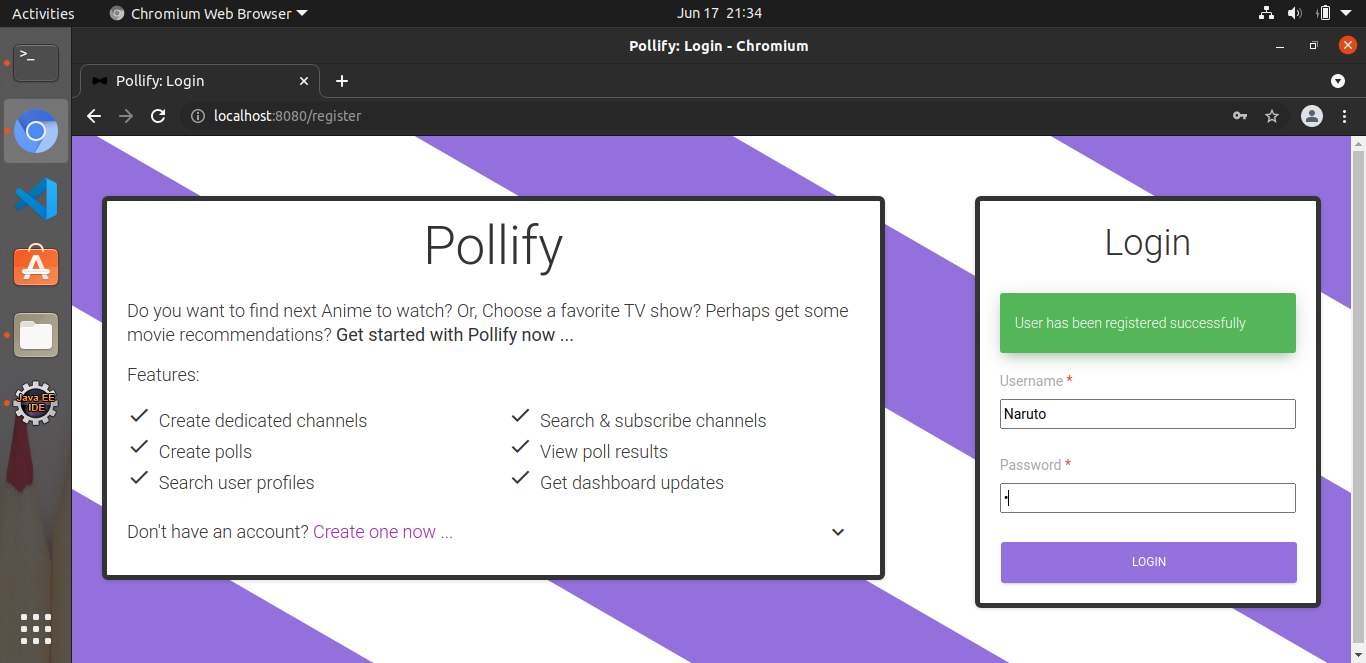 Activities
Chromium Web Browser
Jun 17 21:34
Pollify: Login - Chromium
Pollify: Login
localhost:8080/register
>_
Java EE
IDE
Pollify
Do you want to find next Anime to watch? Or, Choose a favorite TV show? Perhaps get some
movie recommendations? Get started with Pollify now ...
Features:
Create dedicated channels
Search & subscribe channels
Create polls
View poll results
Search user profiles
Get dashboard updates
Don't have an account? Create one now ...
Login
User has been registered successfully
Username *
Naruto
Password *
•
LOGIN